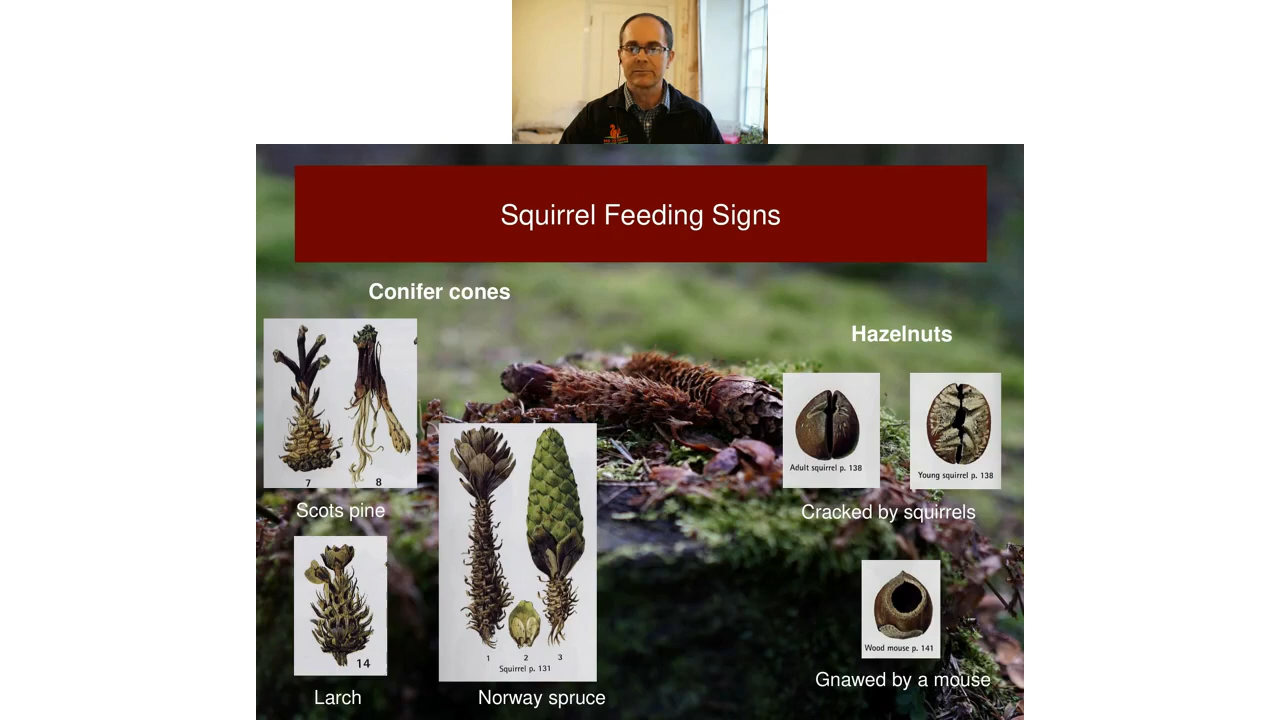 Squirrel Feeding Signs
Conifer cones
Hazelnuts
7
8
Adult squirrel p. 138
Young squirrel p. 138
Scots pine
Cracked by squirrels
14
1
2
3
Squirrel p. 131
Wood mouse p. 141
Larch
Norway spruce
Gnawed by a mouse